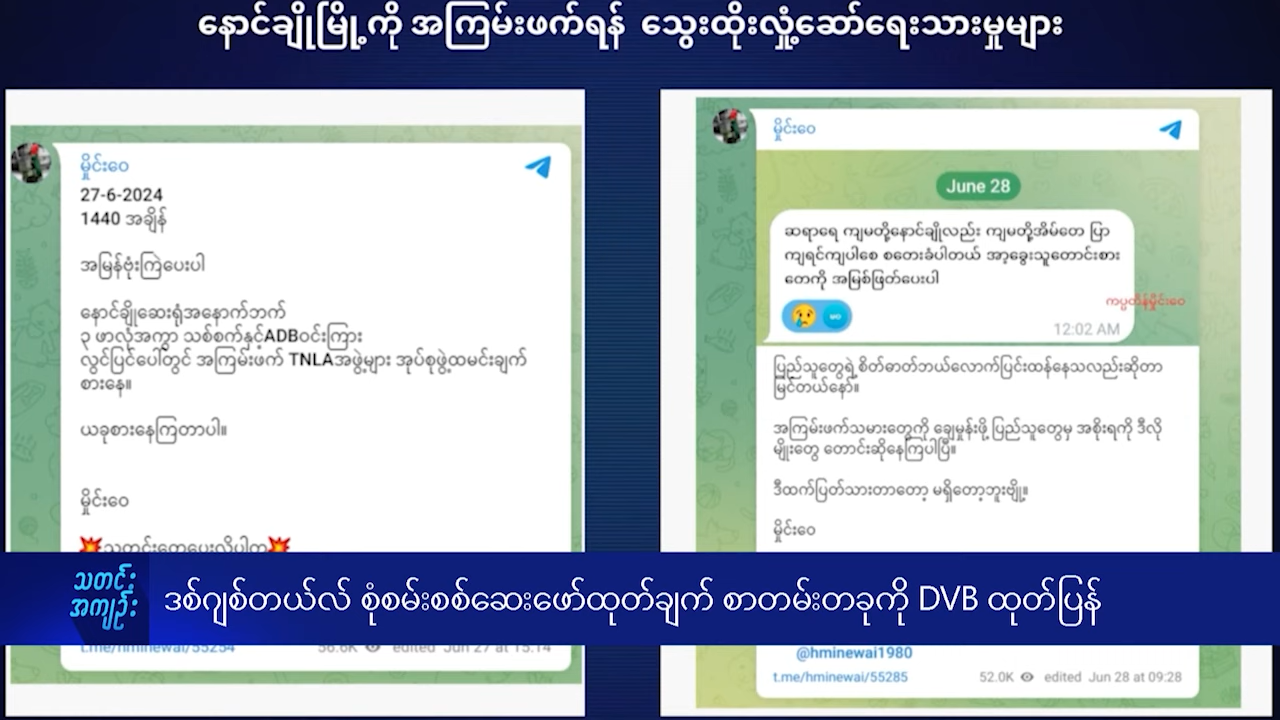 နောင်ချိုမြို့ကို အကြမ်းဖက်ရန် သွေးထိုးလှုံ့ဆော်ရေးသားမှုများ
မှိုင်းဝေ
27-6-2024
1440 အချိန်
အမြန်ဗုံးကြဲပေးပါ
နောင်ချိုဆေးရုံအနောက်ဘက်
၃ ဖာလုံအကွာ သစ်စက်နှင့်ADBဝင်းကြား
လွင်ပြင်ပေါ်တွင် အကြမ်းဖက် TNLAအဖွဲ့များ အုပ်စုဖွဲ့ထမင်းချက်
စားနေ။
ယခုစားနေကြတာပါ။
မှိုင်းဝေ
💥သတင်းတွေပေးလို့ပါတ💥
t.me/hminewai/55254 56.6K edited Jun 27 at 15:14
မှိုင်းဝေ
June 28
ဆရာရေ ကျမတို့နောင်ချိုလည်း ကျမတို့အိမ်တေ ပြာ
ကျရင်ကျပါစေ စတေးခံပါတယ် အာ့ခွေးသူတောင်းစား
တေကို အမြစ်ဖြတ်ပေးပါ
ကပ္ပတိန်မှိုင်းဝေ
12:02 AM
ပြည်သူတွေရဲ့စိတ်ဓာတ်ဘယ်လောက်ပြင်းထန်နေသလည်းဆိုတာ
မြင်တယ်နော်။
အကြမ်းဖက်သမားတွေကို ချေမှုန်းဖို့ ပြည်သူတွေမှ အစိုးရကို ဒီလို
မျိုးတွေ တောင်းဆိုနေကြပါပြီ။
ဒီထက်ပြတ်သားတာတော့ မရှိတော့ဘူးဗျို့။
မှိုင်းဝေ
@hminewai1980
t.me/hminewai/55285 52.0K edited Jun 28 at 09:28
သတင်း
အကျဉ်း
ဒစ်ဂျစ်တယ်လ် စုံစမ်းစစ်ဆေးဖော်ထုတ်ချက် စာတမ်းတခုကို DVB ထုတ်ပြန်